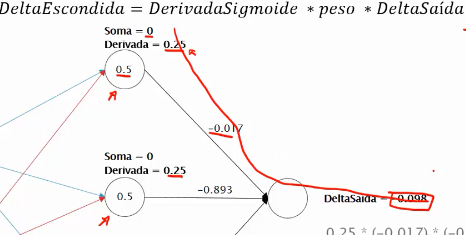 DeltaEscondida = DerivadaSigmoide * peso * DeltaSaída
Soma = 0
Derivada = 0.25
0.5
-0.017
Soma = 0
Derivada = 0.25
0.5
-0.893
DeltaSaída = -0.098
0.25 * (-0.017) * (-0